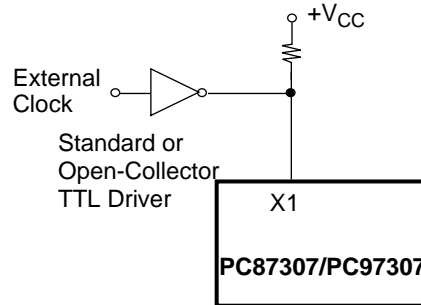 +VCC
External
Clock
Standard or
Open-Collector
TTL Driver
X1
PC87307/PC97307